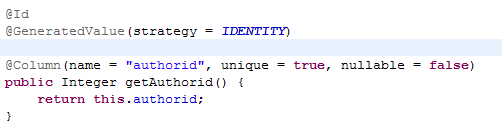 @Id
@GeneratedValue(strategy = IDENTITY)
@Column(name = "authorid", unique = true, nullable = false)
public Integer getAuthorid() {
    return this.authorid;
}